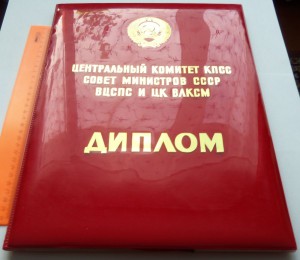 ЦЕНТРАЛЬНЫЙ КОМИТЕТ КПСС
СОВЕТ МИНИСТРОВ СССР
ВЦСПС И ЦК ВЛКСМ
ДИПЛОМ